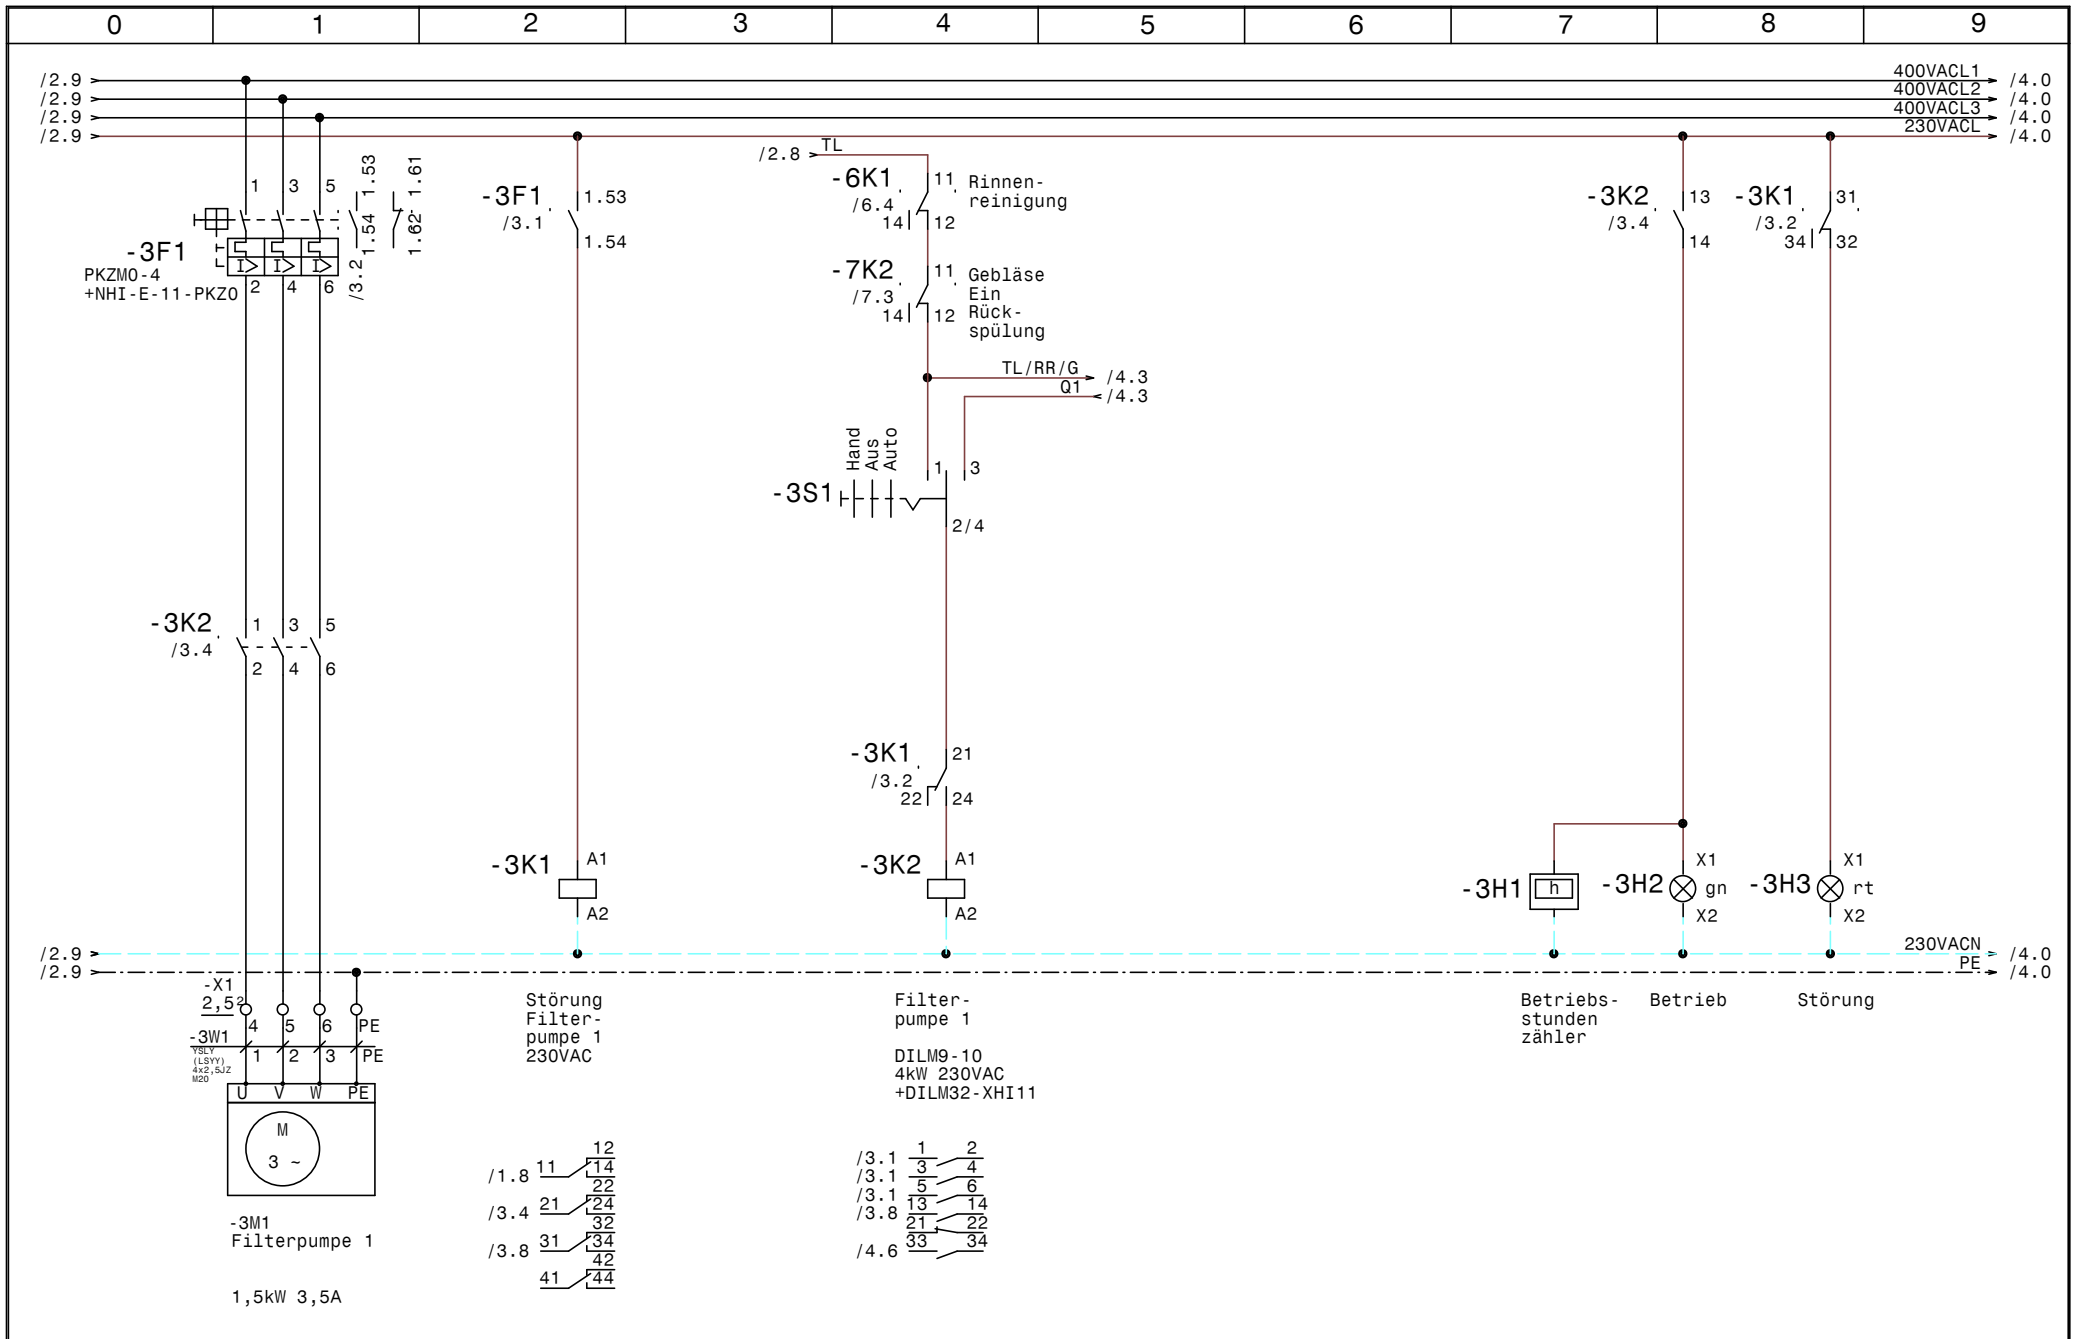 0 1 2 3 4 5 6 7 8 9
/2.9 400VACL1 /4.0
/2.9 400VACL2 /4.0
/2.9 400VACL3 /4.0
/2.9 230VACL /4.0
1 3 5 1.53 1.61
1.54 1.62
-3F1
PKZM0-4
+NHI-E-11-PKZ0
I> I> I>
2 4 6 /3.2
-3F1 1.53
/3.1
1.54
/2.8 TL
-6K1 11 Rinnen-
/6.4 reinigung
14 12
-7K2 11 Gebläse
/7.3 Ein
14 12 Rück-
spülung
TL/RR/G /4.3
Q1 /4.3
Hand
Aus
Auto
1 3
-3S1
2/4
-3K2 13
/3.4
14
-3K1 31
/3.2
34 32
-3K2 1 3 5
/3.4
2 4 6
-3K1 21
/3.2
22 24
-3K1 A1
A2
-3K2 A1
A2
-3H1 h
-3H2 X1
gn
X2
-3H3 X1
rt
X2
/2.9 230VACN /4.0
/2.9 PE /4.0
-X1
2,5²
4 5 6 PE
-3W1
YSLY
(LSYY)
4x2,5JZ
M20
1 2 3 PE
U V W PE
M
3 ~
-3M1
Filterpumpe 1
1,5kW 3,5A
Störung
Filter-
pumpe 1
230VAC
Filter-
pumpe 1
DILM9-10
4kW 230VAC
+DILM32-XHI11
Betriebs-
stunden
zähler
Betrieb
Störung
12
/1.8 11 14
22
/3.4 21 24
32
/3.8 31 34
42
41 44
/3.1 1 2
/3.1 3 4
/3.1 5 6
/3.8 13 14
21 22
/4.6 33 34